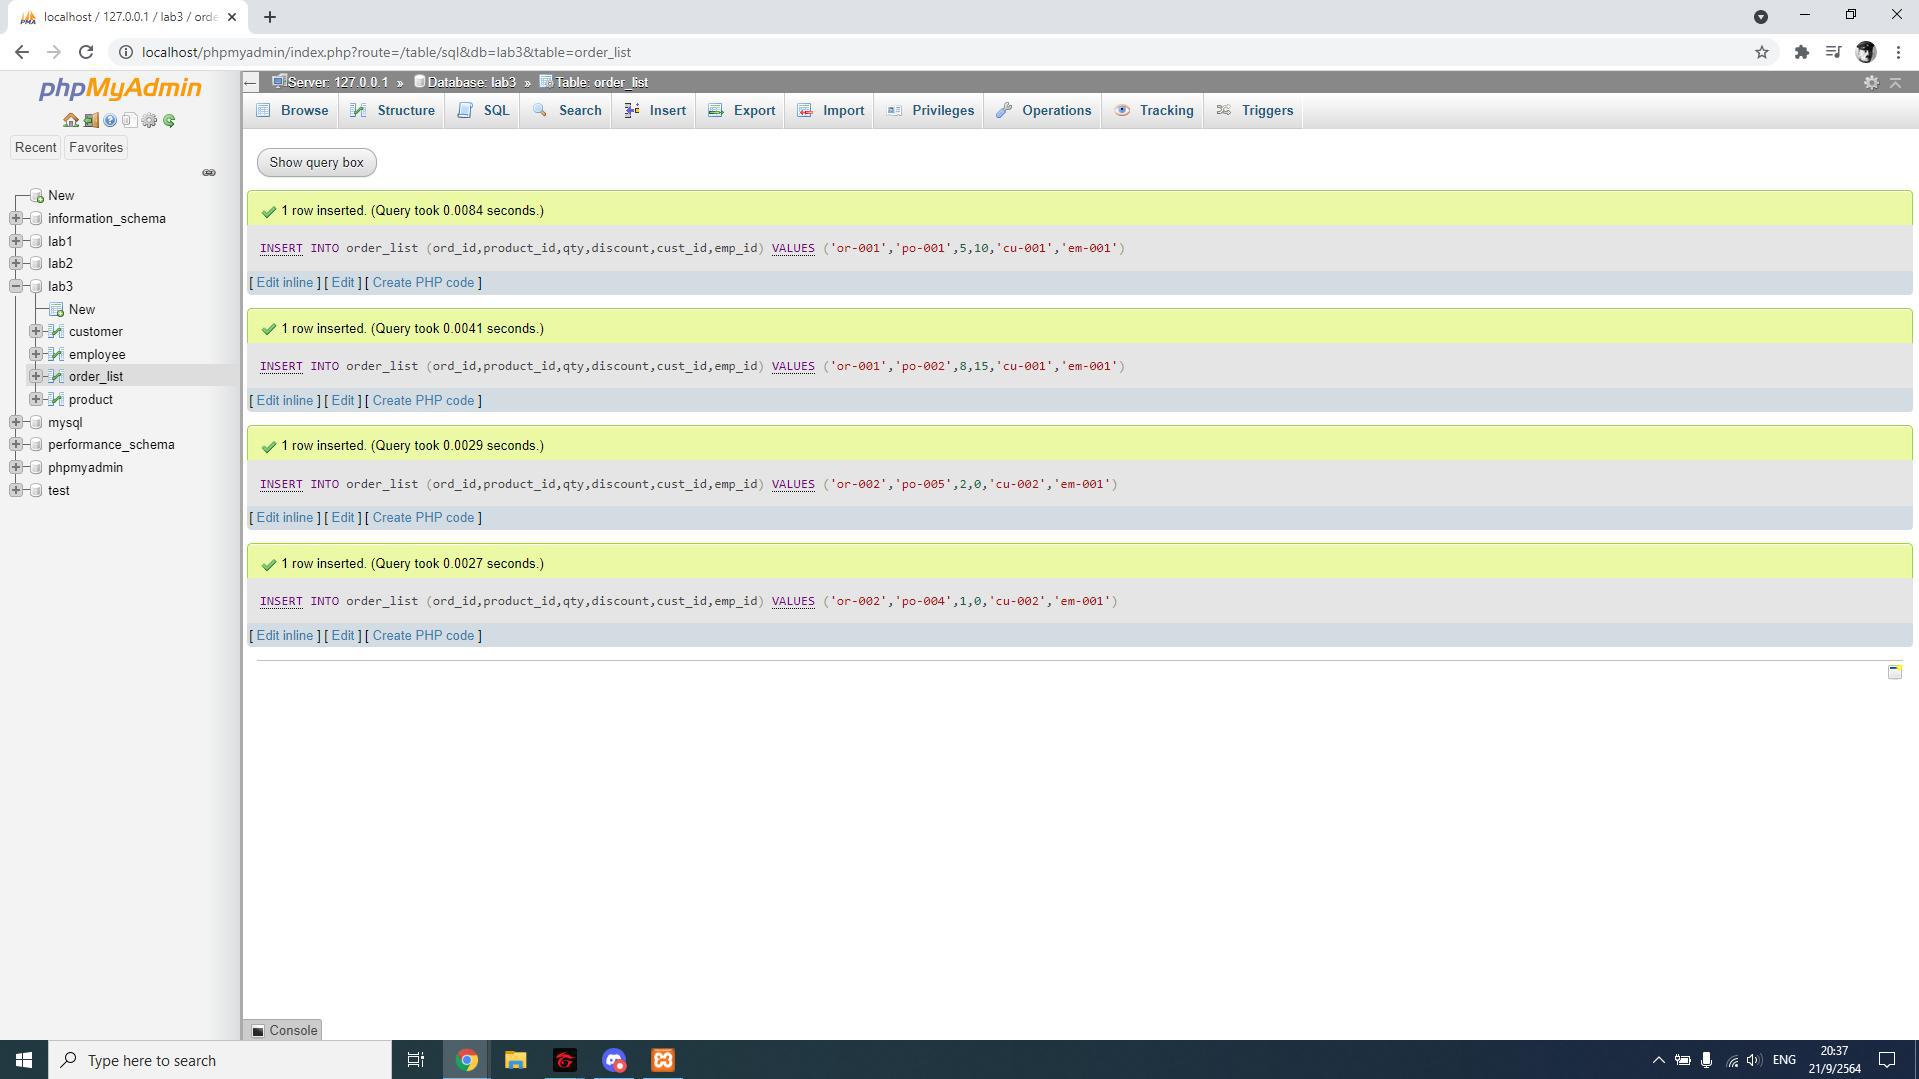 localhost / 127.0.0.1 / lab3 / orde
localhost/phpmyadmin/index.php?route=/table/sql&db=lab3&table=order_list
phpMyAdmin
Recent Favorites
New
information_schema
lab1
lab2
lab3
New
customer
employee
order_list
product
mysql
performance_schema
phpmyadmin
test
Server: 127.0.0.1 » Database: lab3 » Table: order_list
Browse Structure SQL Search Insert Export Import Privileges Operations Tracking Triggers
Show query box
1 row inserted. (Query took 0.0084 seconds.)
INSERT INTO order_list (ord_id,product_id,qty,discount,cust_id,emp_id) VALUES ('or-001','po-001',5,10,'cu-001','em-001')
[ Edit inline ] [ Edit ] [ Create PHP code ]
1 row inserted. (Query took 0.0041 seconds.)
INSERT INTO order_list (ord_id,product_id,qty,discount,cust_id,emp_id) VALUES ('or-001','po-002',8,15,'cu-001','em-001')
[ Edit inline ] [ Edit ] [ Create PHP code ]
1 row inserted. (Query took 0.0029 seconds.)
INSERT INTO order_list (ord_id,product_id,qty,discount,cust_id,emp_id) VALUES ('or-002','po-005',2,0,'cu-002','em-001')
[ Edit inline ] [ Edit ] [ Create PHP code ]
1 row inserted. (Query took 0.0027 seconds.)
INSERT INTO order_list (ord_id,product_id,qty,discount,cust_id,emp_id) VALUES ('or-002','po-004',1,0,'cu-002','em-001')
[ Edit inline ] [ Edit ] [ Create PHP code ]
Console
Type here to search
ENG
20:37
21/9/2564